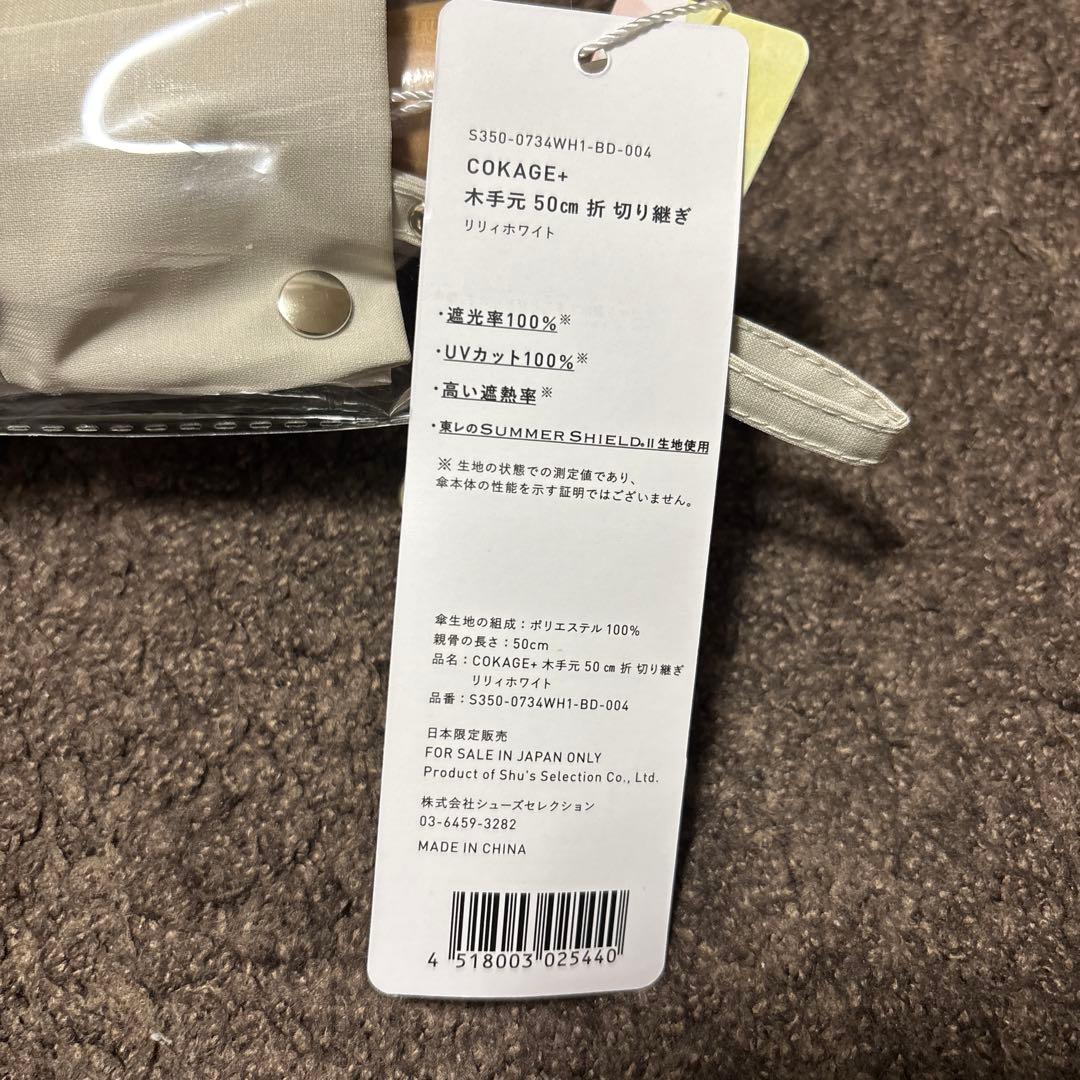 S350-0734WH1-BD-004
COKAGE+
木手元 50㎝ 折 切り継ぎ
リリィホワイト
・遮光率100%※
・UVカット100%※
・高い遮熱率※
・東レのSUMMER SHIELD®II生地使用
※ 生地の状態での測定値であり、
傘本体の性能を示す証明ではございません。
傘生地の組成：ポリエステル 100%
親骨の長さ：50cm
品名：COKAGE+ 木手元 50 ㎝ 折 切り継ぎ
リリィホワイト
品番：S350-0734WH1-BD-004
日本限定販売
FOR SALE IN JAPAN ONLY
Product of Shu's Selection Co., Ltd.
株式会社シューズセレクション
03-6459-3282
MADE IN CHINA
4 518003 025440